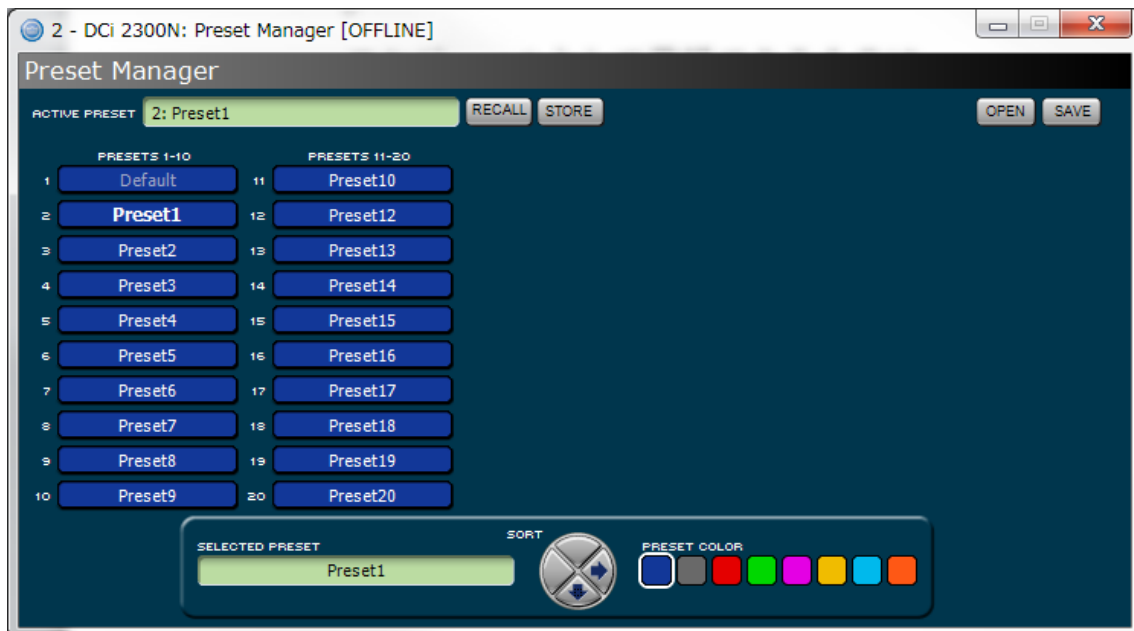 2 - DCi 2300N: Preset Manager [OFFLINE]
Preset Manager
ACTIVE PRESET 2: Preset1 RECALL STORE OPEN SAVE
PRESETS 1-10 PRESETS 11-20
1 Default 11 Preset10
2 Preset1 12 Preset12
3 Preset2 13 Preset13
4 Preset3 14 Preset14
5 Preset4 15 Preset15
6 Preset5 16 Preset16
7 Preset6 17 Preset17
8 Preset7 18 Preset18
9 Preset8 19 Preset19
10 Preset9 20 Preset20
SELECTED PRESET SORT PRESET COLOR
Preset1